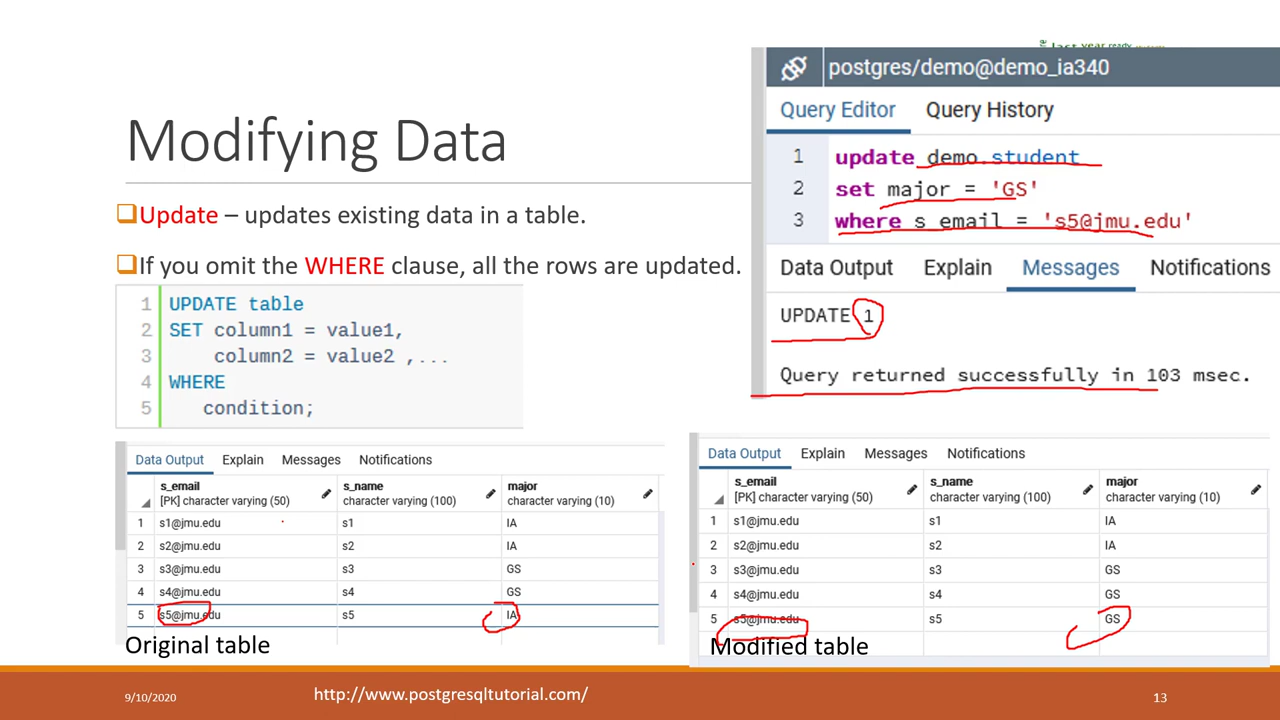 last year ready
postgres/demo@demo_ia340
Query Editor Query History
1 update demo.student
2 set major = 'GS'
3 where s_email = 's5@jmu.edu'
Data Output Explain Messages Notifications
UPDATE 1
Query returned successfully in 103 msec.
Modifying Data
Update – updates existing data in a table.
If you omit the WHERE clause, all the rows are updated.
1 UPDATE table
2 SET column1 = value1,
3 column2 = value2 ,...
4 WHERE
5 condition;
Data Output Explain Messages Notifications
s_email s_name major
[PK] character varying (50) character varying (100) character varying (10)
1 s1@jmu.edu s1 IA
2 s2@jmu.edu s2 IA
3 s3@jmu.edu s3 GS
4 s4@jmu.edu s4 GS
5 s5@jmu.edu s5 IA
Original table
Data Output Explain Messages Notifications
s_email s_name major
[PK] character varying (50) character varying (100) character varying (10)
1 s1@jmu.edu s1 IA
2 s2@jmu.edu s2 IA
3 s3@jmu.edu s3 GS
4 s4@jmu.edu s4 GS
5 s5@jmu.edu s5 GS
Modified table
9/10/2020 http://www.postgresqltutorial.com/ 13